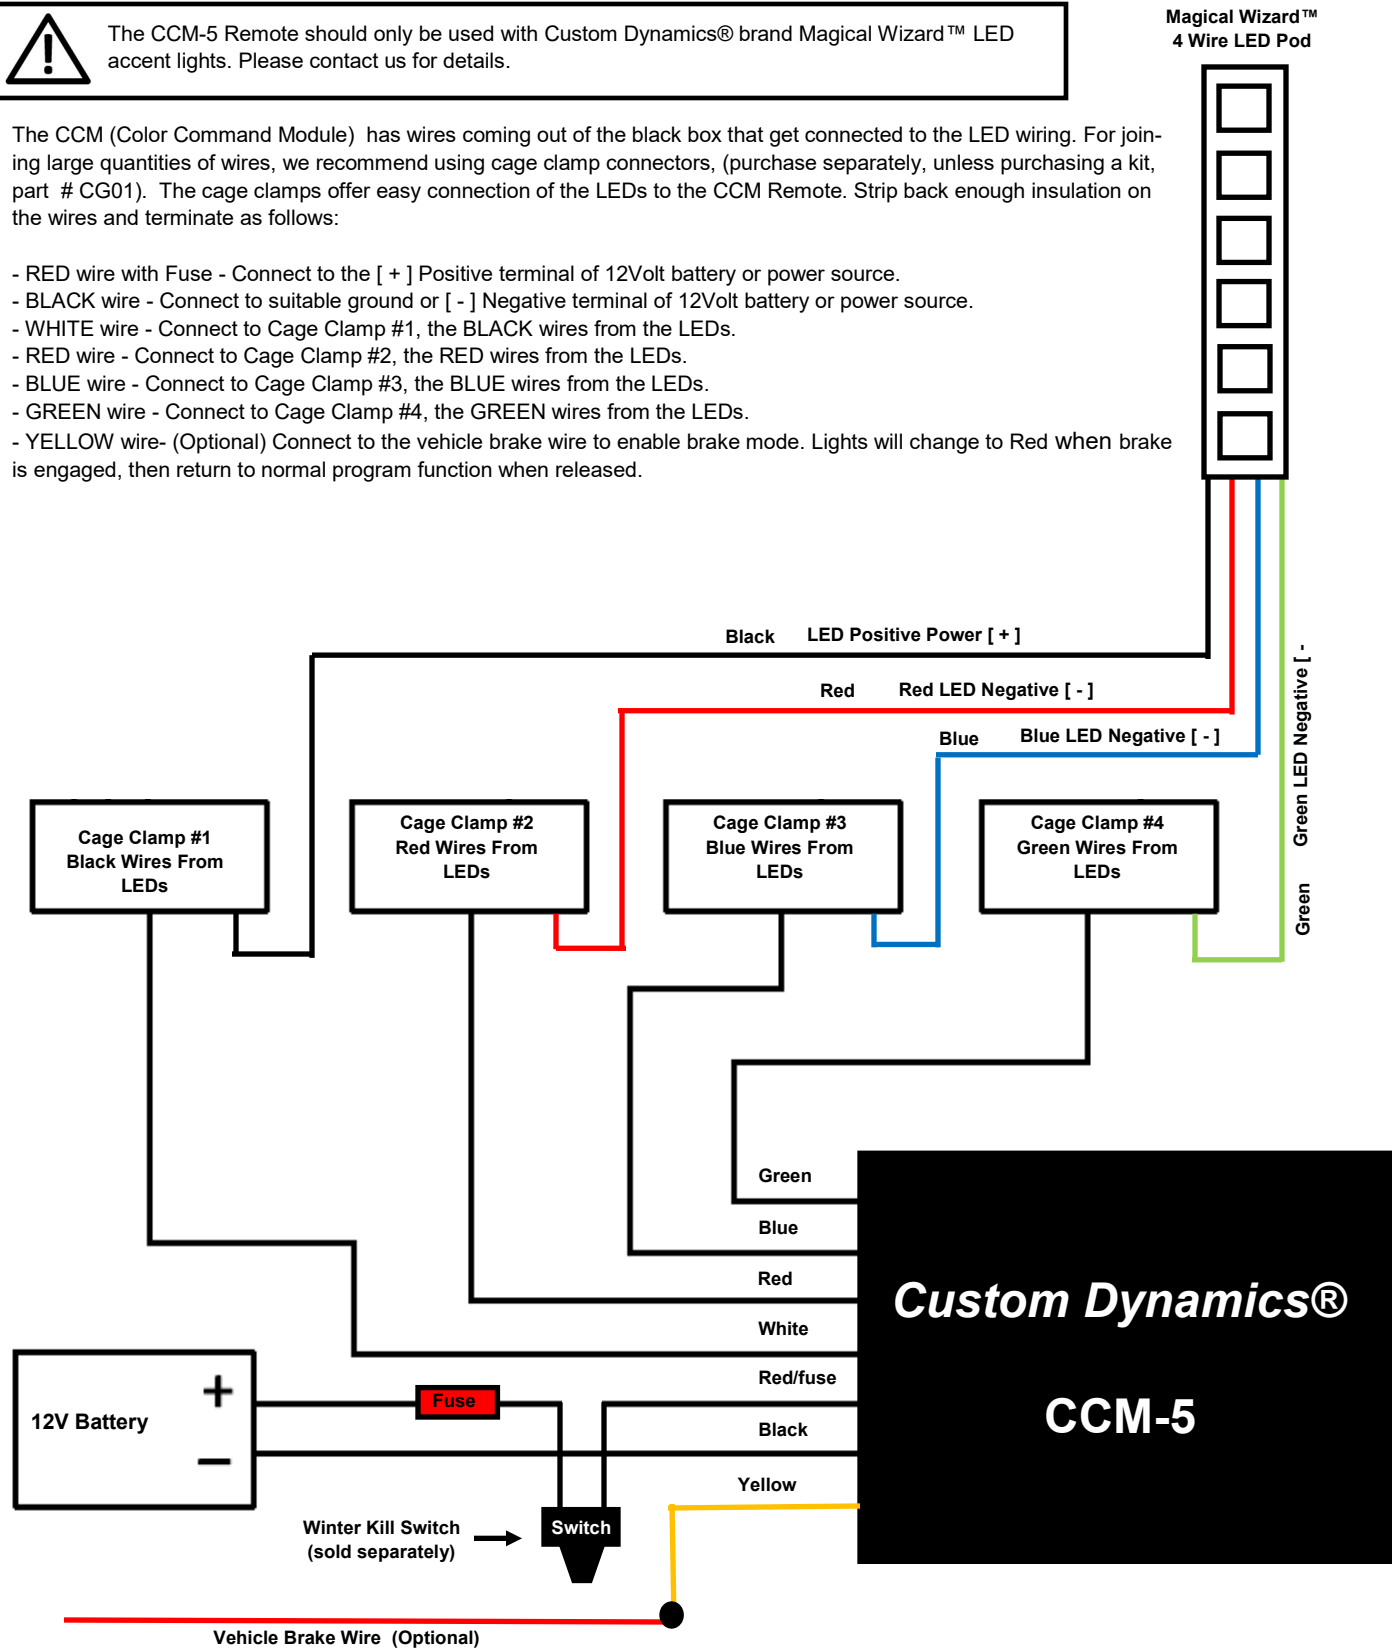 The CCM-5 Remote should only be used with Custom Dynamics® brand Magical Wizard™ LED
accent lights. Please contact us for details.
Magical Wizard™
4 Wire LED Pod
The CCM (Color Command Module)  has wires coming out of the black box that get connected to the LED wiring. For join-
ing large quantities of wires, we recommend using cage clamp connectors, (purchase separately, unless purchasing a kit,
part  # CG01).  The cage clamps offer easy connection of the LEDs to the CCM Remote. Strip back enough insulation on
the wires and terminate as follows:
- RED wire with Fuse - Connect to the [ + ] Positive terminal of 12Volt battery or power source.
- BLACK wire - Connect to suitable ground or [ - ] Negative terminal of 12Volt battery or power source.
- WHITE wire - Connect to Cage Clamp #1, the BLACK wires from the LEDs.
- RED wire - Connect to Cage Clamp #2, the RED wires from the LEDs.
- BLUE wire - Connect to Cage Clamp #3, the BLUE wires from the LEDs.
- GREEN wire - Connect to Cage Clamp #4, the GREEN wires from the LEDs.
- YELLOW wire- (Optional) Connect to the vehicle brake wire to enable brake mode. Lights will change to Red when brake
is engaged, then return to normal program function when released.
Black LED Positive Power [ + ]
Red Red LED Negative [ - ]
Blue Blue LED Negative [ - ]
Green Green LED Negative [ -
Cage Clamp #1
Black Wires From
LEDs
Cage Clamp #2
Red Wires From
LEDs
Cage Clamp #3
Blue Wires From
LEDs
Cage Clamp #4
Green Wires From
LEDs
Green
Blue
Red
White
Red/fuse
Black
Yellow
Custom Dynamics®
CCM-5
12V Battery
+
−
Fuse
Switch
Winter Kill Switch
(sold separately)
Vehicle Brake Wire  (Optional)